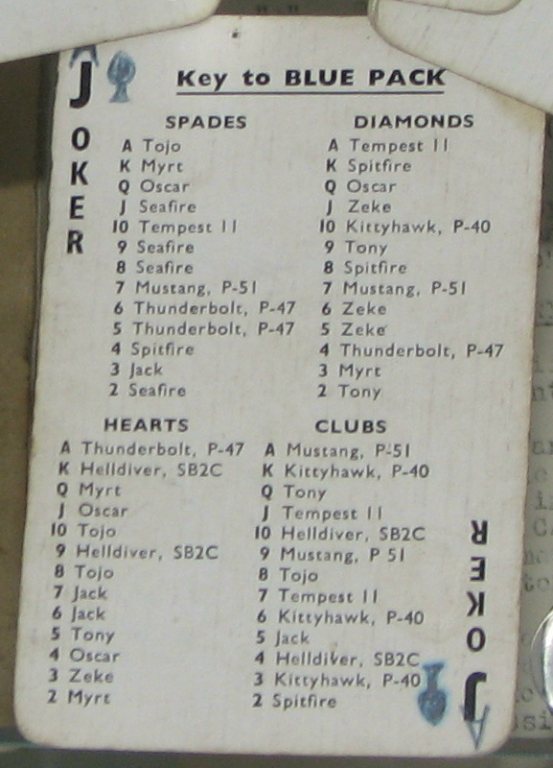 JOKER
Key to BLUE PACK
SPADES
A Tojo
K Myrt
Q Oscar
J Seafire
10 Tempest II
9 Seafire
8 Seafire
7 Mustang, P-51
6 Thunderbolt, P-47
5 Thunderbolt, P-47
4 Spitfire
3 Jack
2 Seafire
DIAMONDS
A Tempest II
K Spitfire
Q Oscar
J Zeke
10 Kittyhawk, P-40
9 Tony
8 Spitfire
7 Mustang, P-51
6 Zeke
5 Zeke
4 Thunderbolt, P-47
3 Myrt
2 Tony
HEARTS
A Thunderbolt, P-47
K Helldiver, SB2C
Q Myrt
J Oscar
10 Tojo
9 Helldiver, SB2C
8 Tojo
7 Jack
6 Jack
5 Tony
4 Oscar
3 Zeke
2 Myrt
CLUBS
A Mustang, P-51
K Kittyhawk, P-40
Q Tony
J Tempest II
10 Helldiver, SB2C
9 Mustang, P 51
8 Tojo
7 Tempest II
6 Kittyhawk, P-40
5 Jack
4 Helldiver, SB2C
3 Kittyhawk, P-40
2 Spitfire
JOKER